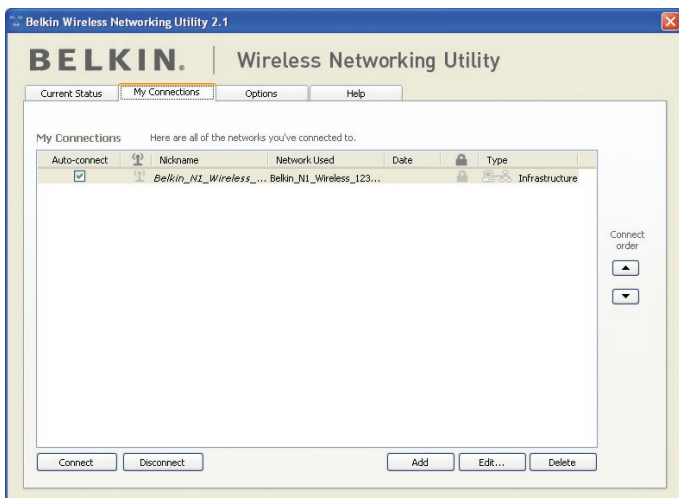 Belkin Wireless Networking Utility 2.1
BELKIN. | Wireless Networking Utility
Current Status My Connections Options Help
My Connections Here are all of the networks you've connected to.
Auto-connect Nickname Network Used Date Type
Belkin_N1_Wireless_... Belkin_N1_Wireless_123... Infrastructure
Connect
order
Connect Disconnect Add Edit... Delete